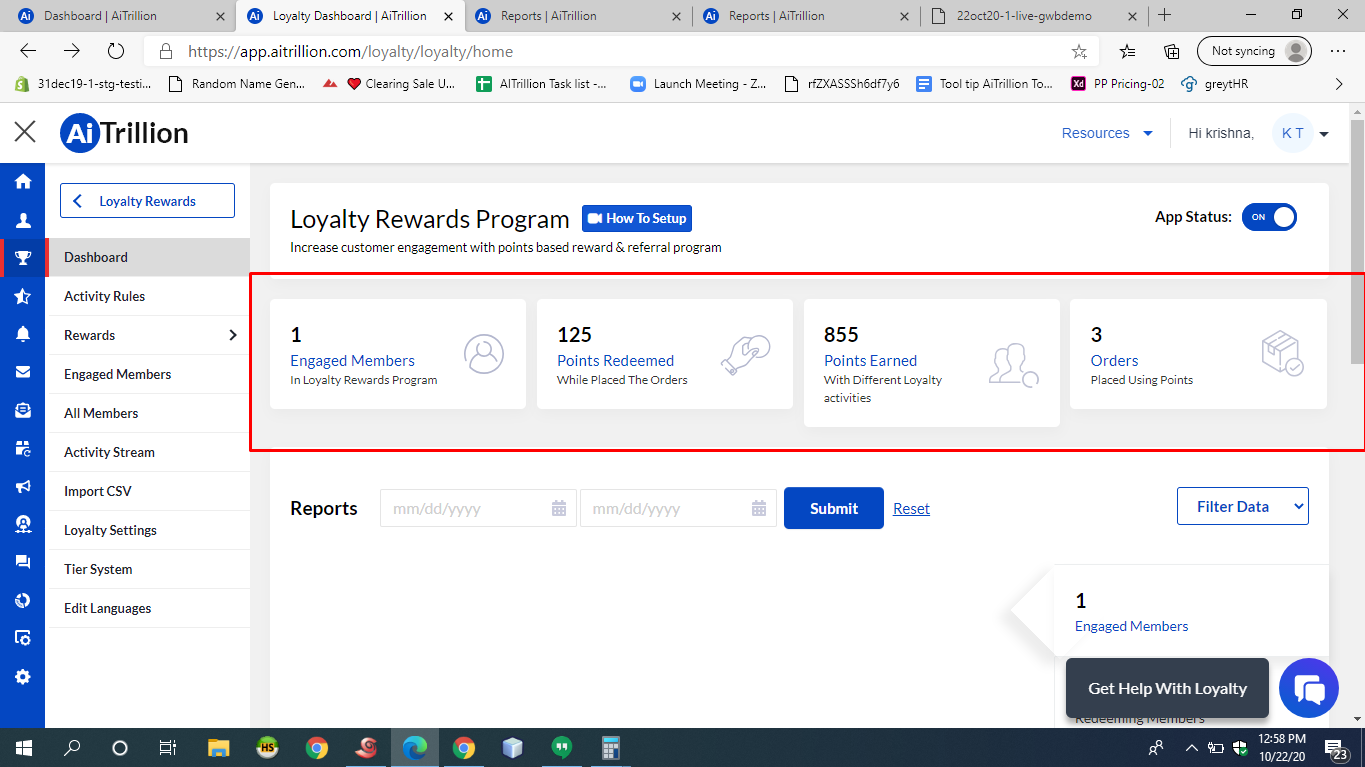 Dashboard | AiTrillion
Loyalty Dashboard | AiTrillion
Reports | AiTrillion
Reports | AiTrillion
22oct20-1-live-gwbdemo
https://app.aitrillion.com/loyalty/loyalty/home
Not syncing
31dec19-1-stg-testi...
Random Name Gen...
Clearing Sale U...
AITrillion Task list -...
Launch Meeting - Z...
rfZXASSSh6df7y6
Tool tip AiTrillion To...
Xd
PP Pricing-02
greytHR
AiTrillion
Resources
Hi krishna,
K T
Loyalty Rewards
Dashboard
Activity Rules
Rewards
Engaged Members
All Members
Activity Stream
Import CSV
Loyalty Settings
Tier System
Edit Languages
Loyalty Rewards Program
How To Setup
App Status:
ON
Increase customer engagement with points based reward & referral program
1
Engaged Members
In Loyalty Rewards Program
125
Points Redeemed
While Placed The Orders
855
Points Earned
With Different Loyalty
activities
3
Orders
Placed Using Points
Reports
mm/dd/yyyy
mm/dd/yyyy
Submit
Reset
Filter Data
1
Engaged Members
Get Help With Loyalty
Redeeming Members
HS
12:58 PM
10/22/20
23